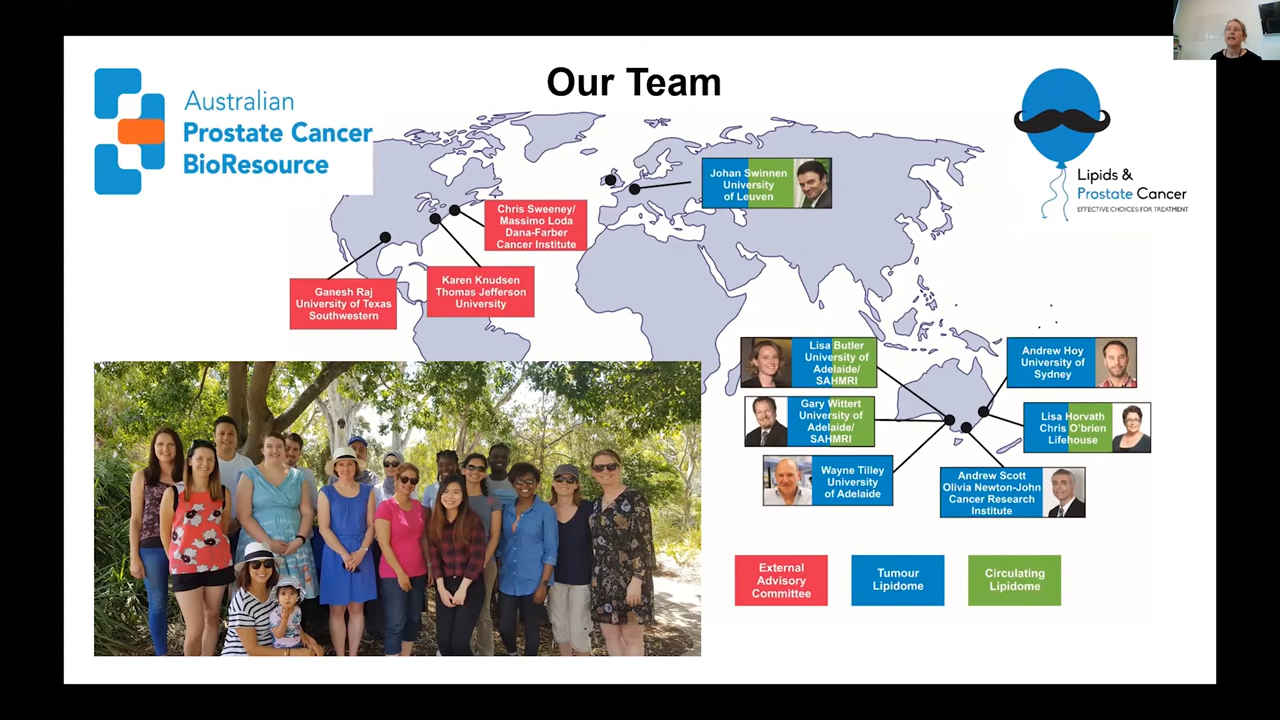 Our Team
Australian
Prostate Cancer
BioResource
Lipids &
Prostate Cancer
EFFECTIVE CHOICES FOR TREATMENT
Johan Swinnen
University
of Leuven
Chris Sweeney/
Massimo Loda
Dana-Farber
Cancer Institute
Ganesh Raj
University of Texas
Southwestern
Karen Knudsen
Thomas Jefferson
University
Lisa Butler
University of
Adelaide/
SAHMRI
Andrew Hoy
University of
Sydney
Gary Wittert
University of
Adelaide/
SAHMRI
Lisa Horvath
Chris O'brien
Lifehouse
Wayne Tilley
University
of Adelaide
Andrew Scott
Olivia Newton-John
Cancer Research
Institute
External
Advisory
Committee
Tumour
Lipidome
Circulating
Lipidome